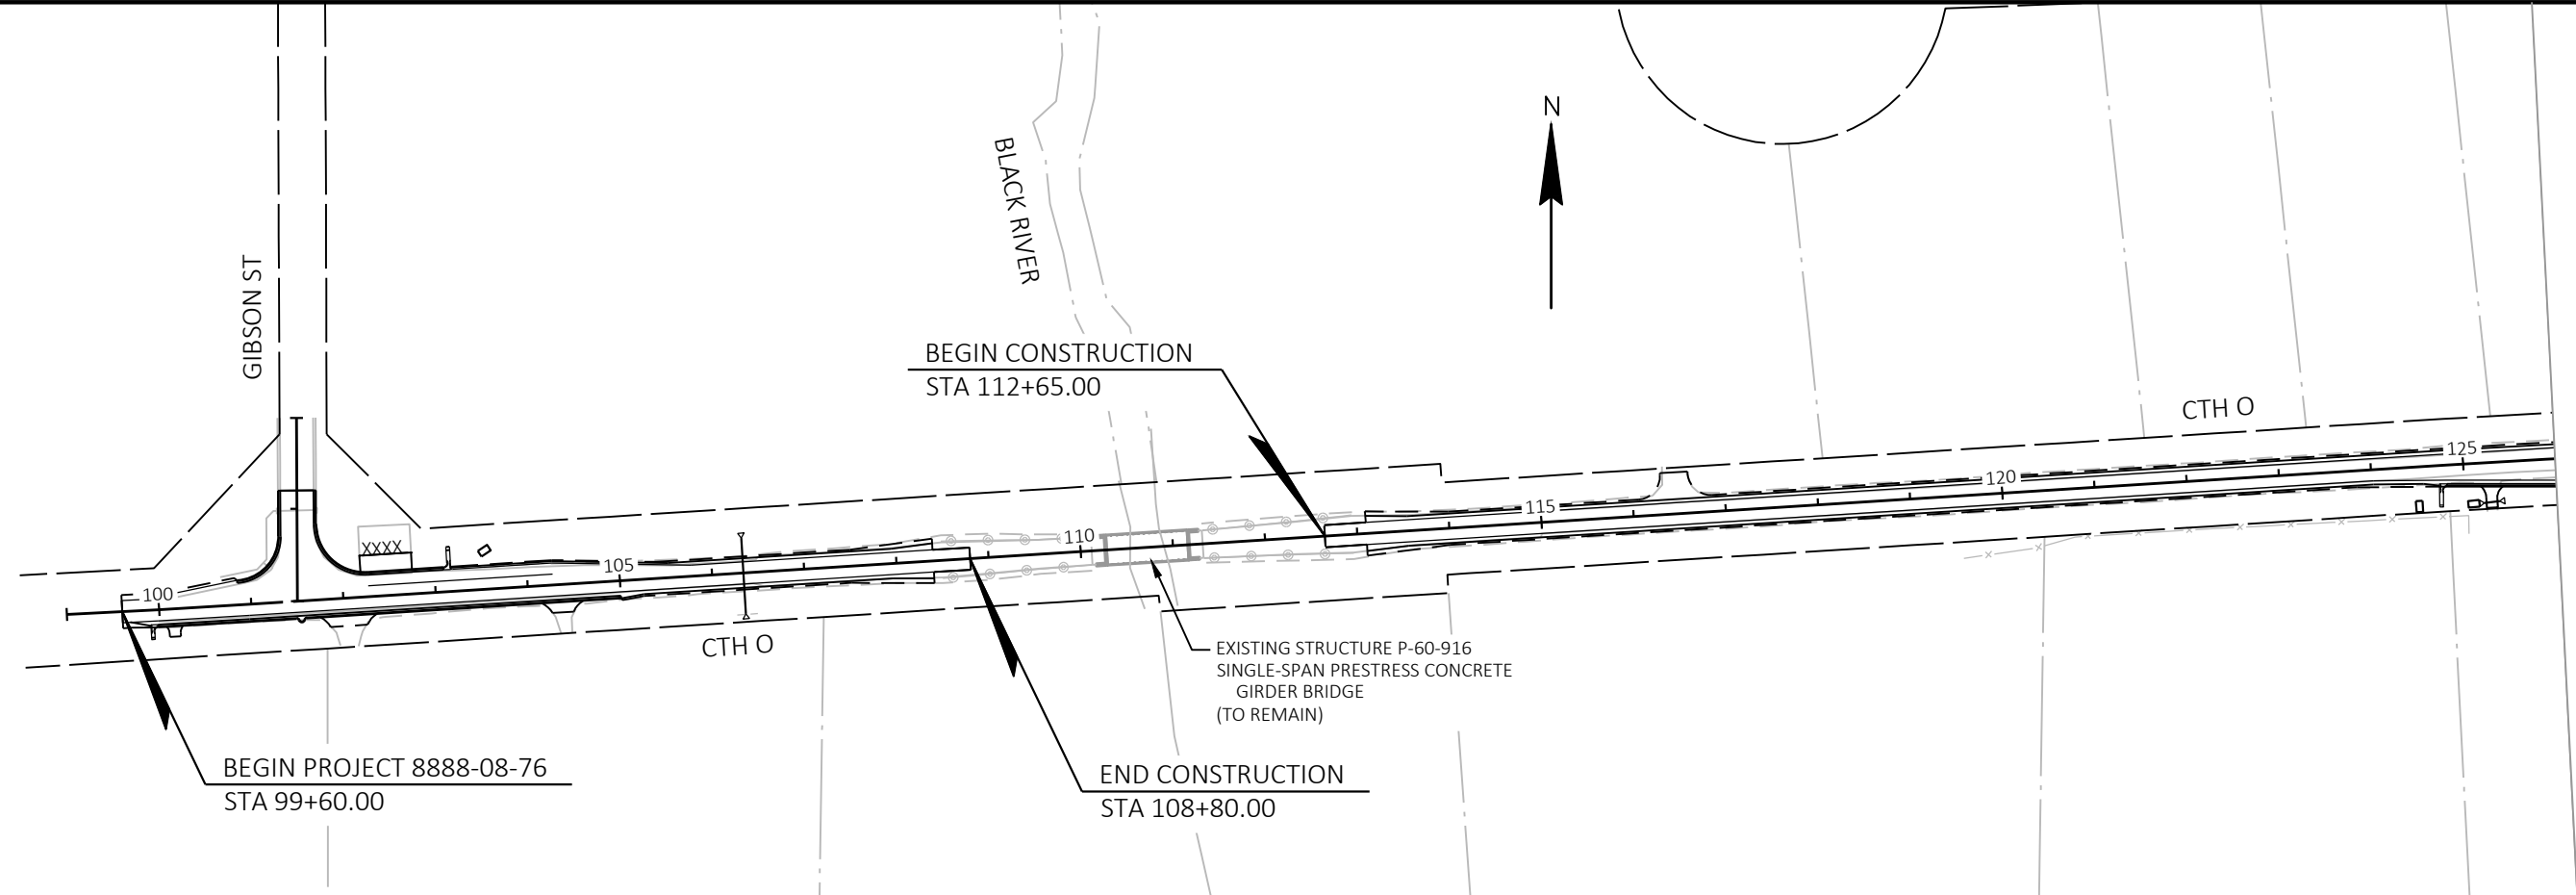 N
BLACK RIVER
GIBSON ST
BEGIN CONSTRUCTION
STA 112+65.00
CTH O
125
120
115
110
XXXX
105
100
CTH O
EXISTING STRUCTURE P-60-916
SINGLE-SPAN PRESTRESS CONCRETE
GIRDER BRIDGE
(TO REMAIN)
BEGIN PROJECT 8888-08-76
STA 99+60.00
END CONSTRUCTION
STA 108+80.00